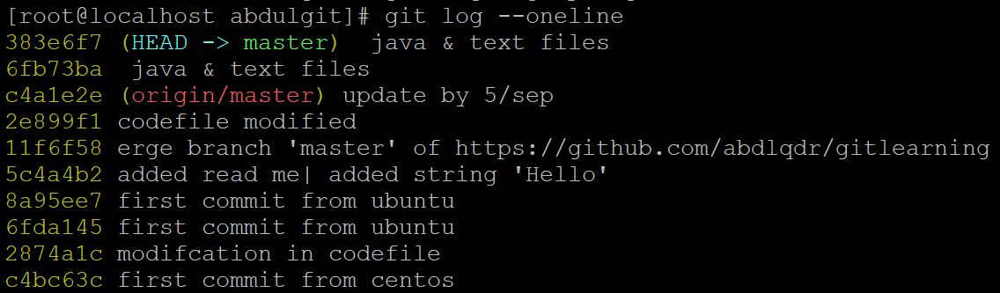 [root@localhost abdulgit]# git log --oneline
383e6f7 (HEAD -> master)  java & text files
6fb73ba  java & text files
c4a1e2e (origin/master) update by 5/sep
2e899f1 codefile modified
11f6f58 erge branch 'master' of https://github.com/abdlqdr/gitlearning
5c4a4b2 added read me| added string 'Hello'
8a95ee7 first commit from ubuntu
6fda145 first commit from ubuntu
2874a1c modifcation in codefile
c4bc63c first commit from centos